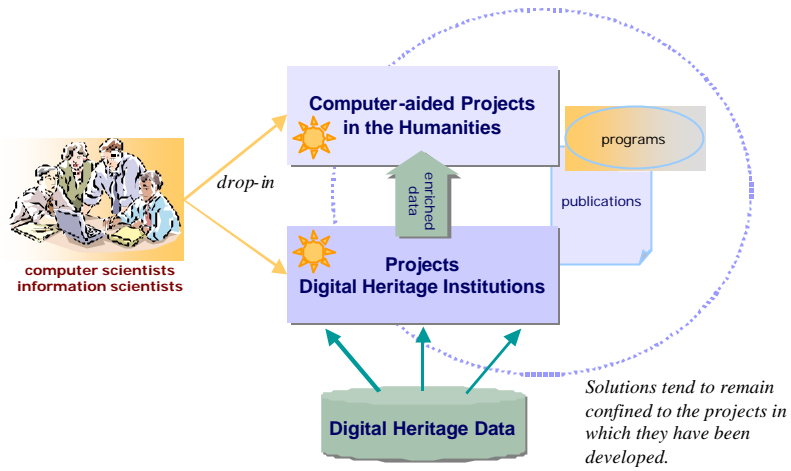 Computer-aided Projects
in the Humanities
programs
drop-in
enriched
data
publications
computer scientists
information scientists
Projects
Digital Heritage Institutions
Digital Heritage Data
Solutions tend to remain
confined to the projects in
which they have been
developed.